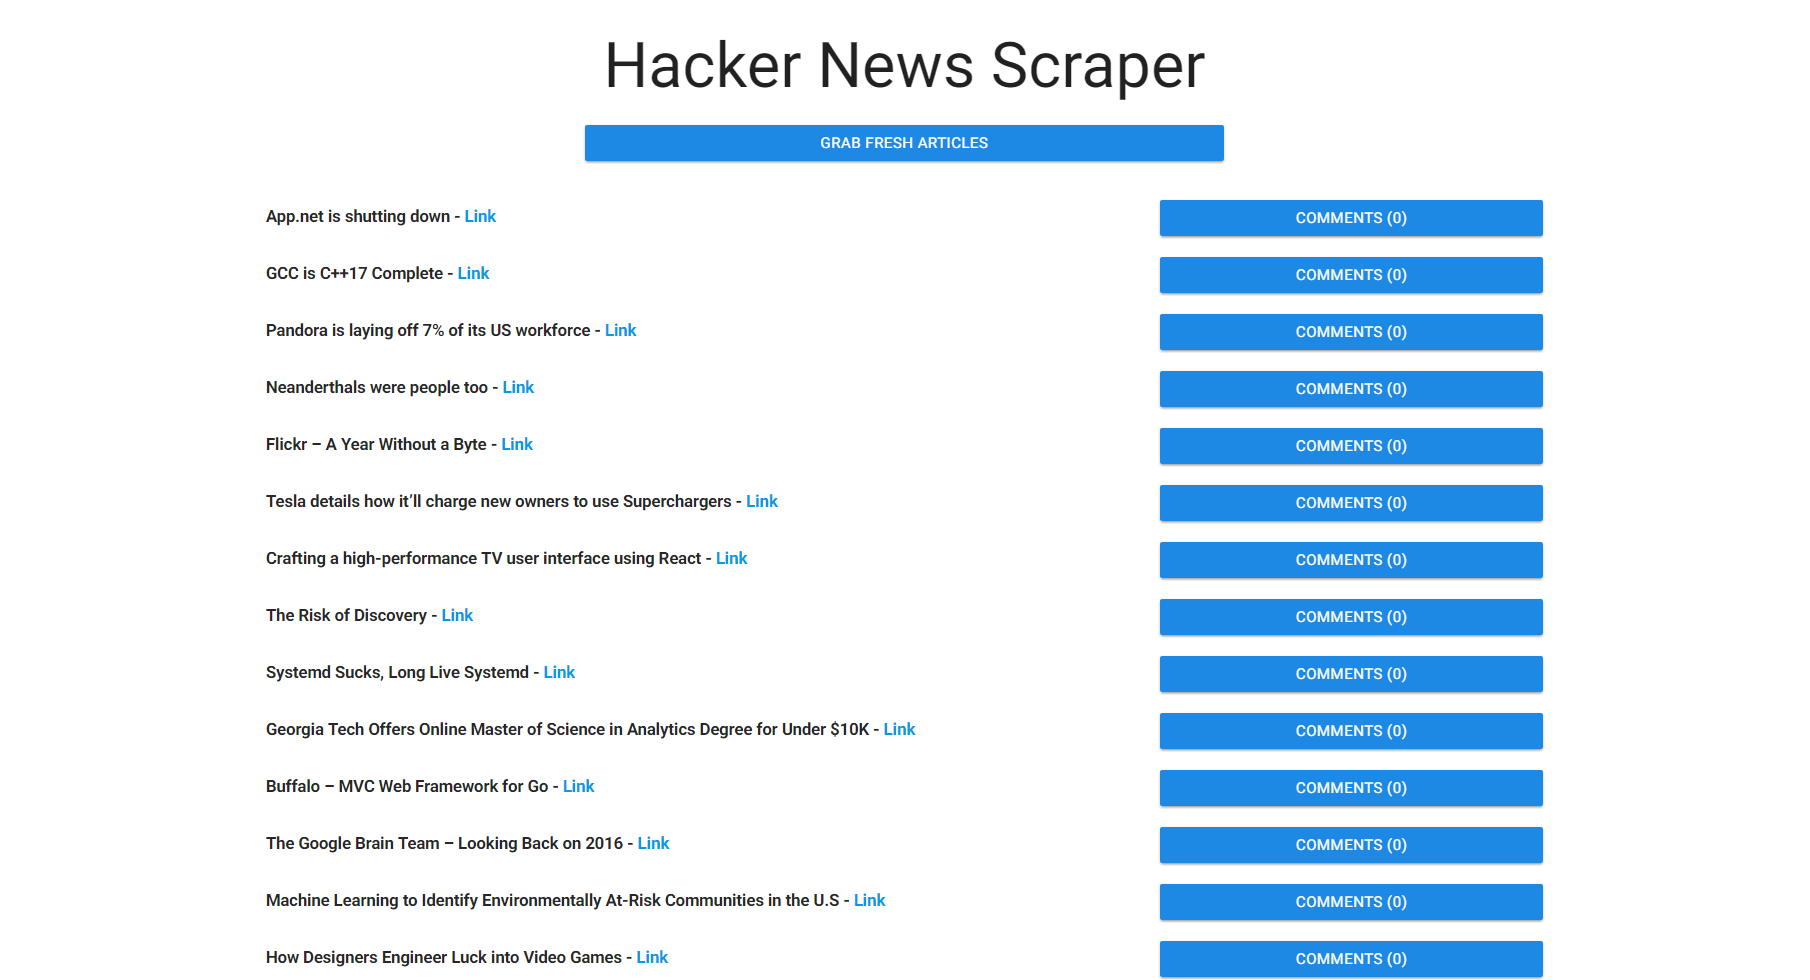 Hacker News Scraper
GRAB FRESH ARTICLES
App.net is shutting down - Link
COMMENTS (0)
GCC is C++17 Complete - Link
COMMENTS (0)
Pandora is laying off 7% of its US workforce - Link
COMMENTS (0)
Neanderthals were people too - Link
COMMENTS (0)
Flickr – A Year Without a Byte - Link
COMMENTS (0)
Tesla details how it’ll charge new owners to use Superchargers - Link
COMMENTS (0)
Crafting a high-performance TV user interface using React - Link
COMMENTS (0)
The Risk of Discovery - Link
COMMENTS (0)
Systemd Sucks, Long Live Systemd - Link
COMMENTS (0)
Georgia Tech Offers Online Master of Science in Analytics Degree for Under $10K - Link
COMMENTS (0)
Buffalo – MVC Web Framework for Go - Link
COMMENTS (0)
The Google Brain Team – Looking Back on 2016 - Link
COMMENTS (0)
Machine Learning to Identify Environmentally At-Risk Communities in the U.S - Link
COMMENTS (0)
How Designers Engineer Luck into Video Games - Link
COMMENTS (0)